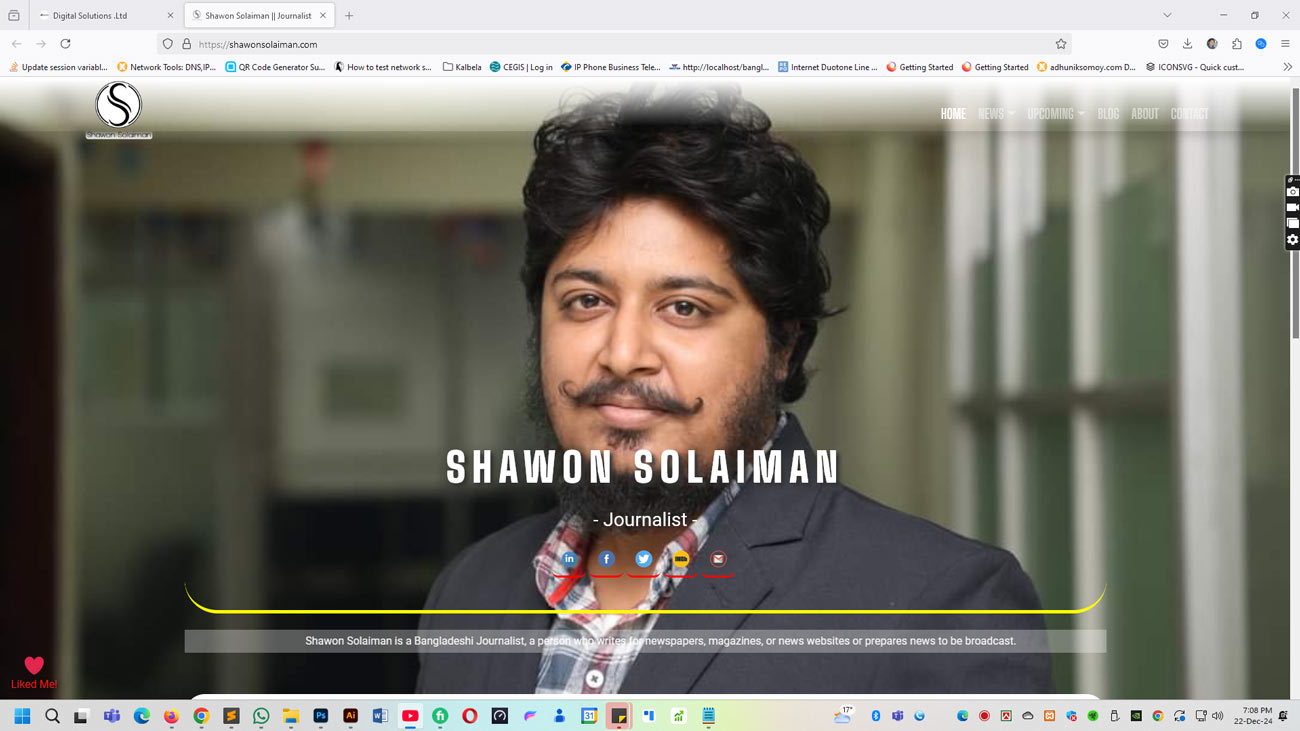 Digital Solutions .Ltd
Shawon Solaiman || Journalist
https://shawonsolaiman.com
Update session variabl...
Network Tools: DNS,IP...
QR Code Generator Su...
How to test network s...
Kalbela
CEGIS | Log in
IP Phone Business Tele...
http://localhost/bangl...
Internet Duotone Line ...
Getting Started
Getting Started
adhuniksomoy.com D...
ICONSVG - Quick cust...
Shawon Solaiman
HOME NEWS UPCOMING BLOG ABOUT CONTACT
SHAWON SOLAIMAN
- Journalist -
in f IMDb
Shawon Solaiman is a Bangladeshi Journalist, a person who writes for newspapers, magazines, or news websites or prepares news to be broadcast.
Liked Me!
Ps
Ai
W
31
17°
7:08 PM
22-Dec-24